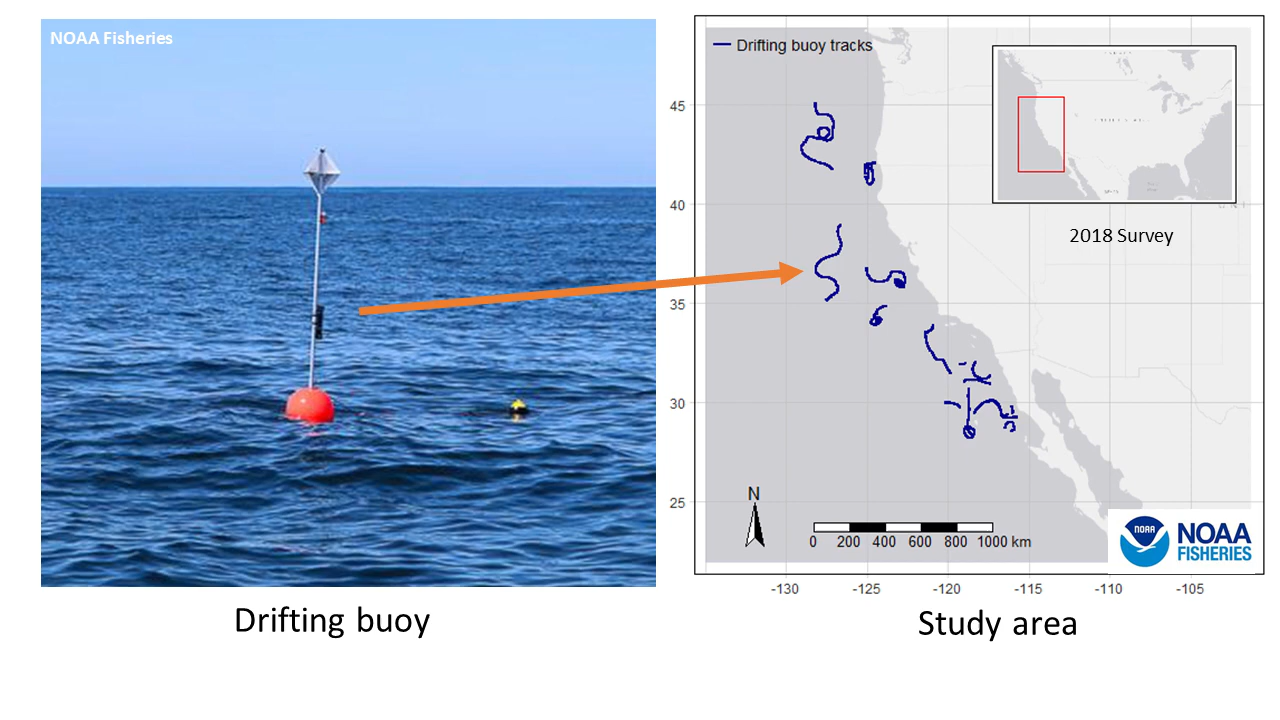 NOAA Fisheries
Drifting buoy tracks
45
40
35
30
25
2018 Survey
N
0 200 400 600 800 1000 km
NOAA
NOAA
FISHERIES
-130 -125 -120 -115 -110 -105
Drifting buoy
Study area